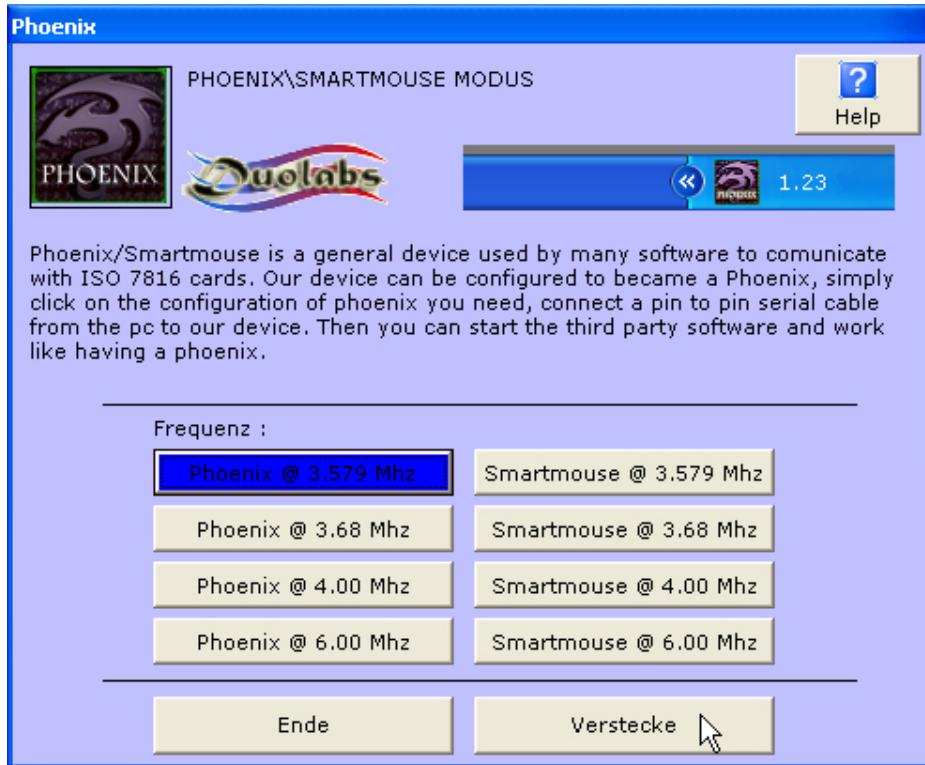 Phoenix
PHOENIX\SMARTMOUSE MODUS
Help
PHOENIX
Duolabs
1.23
PHOENIX
Phoenix/Smartmouse is a general device used by many software to comunicate
with ISO 7816 cards. Our device can be configured to became a Phoenix, simply
click on the configuration of phoenix you need, connect a pin to pin serial cable
from the pc to our device. Then you can start the third party software and work
like having a phoenix.
Frequenz :
Phoenix @ 3.579 Mhz
Smartmouse @ 3.579 Mhz
Phoenix @ 3.68 Mhz
Smartmouse @ 3.68 Mhz
Phoenix @ 4.00 Mhz
Smartmouse @ 4.00 Mhz
Phoenix @ 6.00 Mhz
Smartmouse @ 6.00 Mhz
Ende
Verstecke